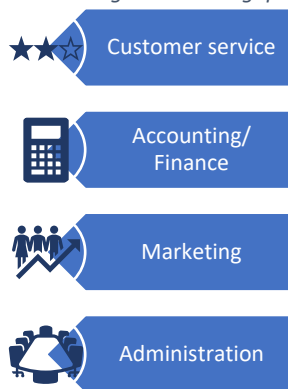 Customer service
Accounting/
Finance
Marketing
Administration